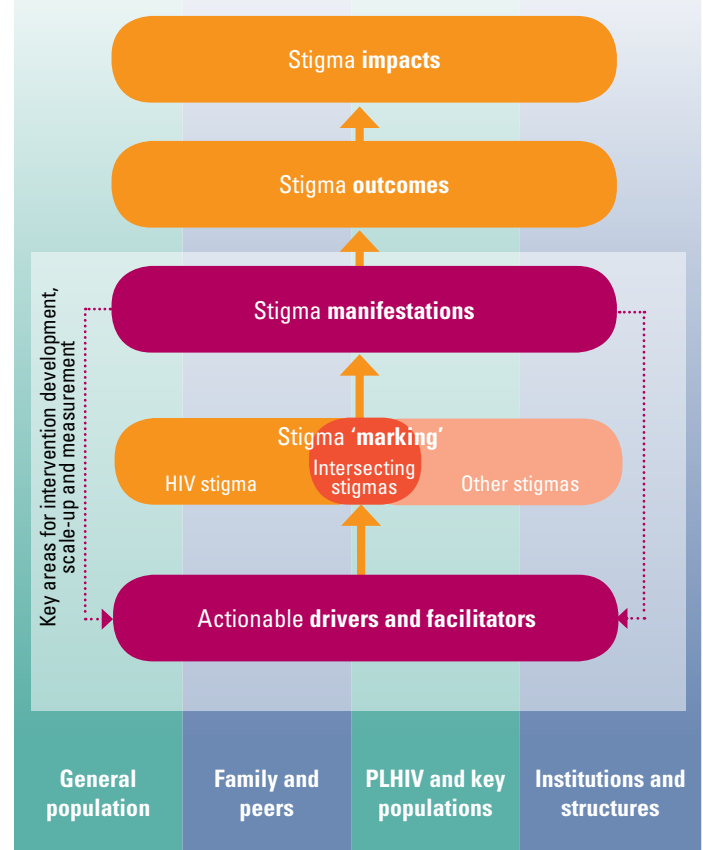 Stigma impacts
Stigma outcomes
Key areas for intervention development,
scale-up and measurement
Stigma manifestations
Stigma 'marking'
HIV stigma
Intersecting
stigmas
Other stigmas
Actionable drivers and facilitators
General
population
Family and
peers
PLHIV and key
populations
Institutions and
structures